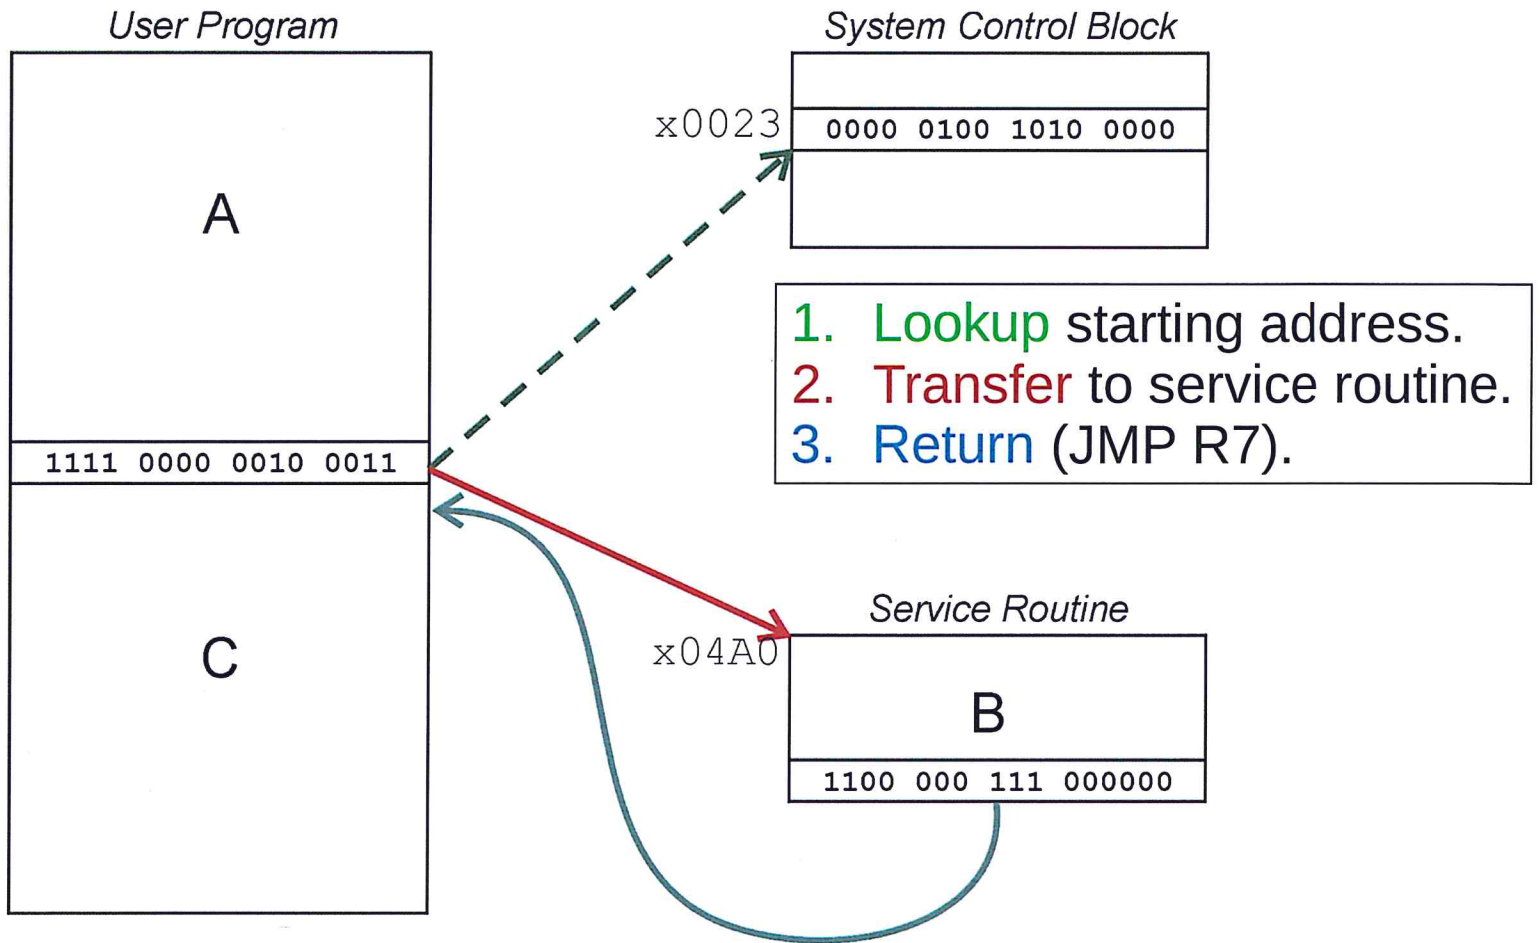 User Program
System Control Block
x0023
0000 0100 1010 0000
A
1. Lookup starting address.
2. Transfer to service routine.
3. Return (JMP R7).
1111 0000 0010 0011
Service Routine
x04A0
C
B
1100 000 111 000000